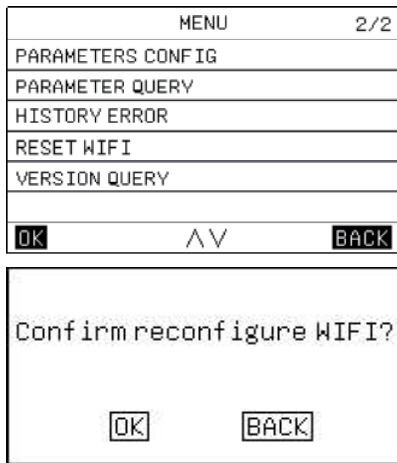 MENU 2/2
PARAMETERS CONFIG
PARAMETER QUERY
HISTORY ERROR
RESET WIFI
VERSION QUERY
OK ∧∨ BACK
Confirm reconfigure WIFI?
OK BACK